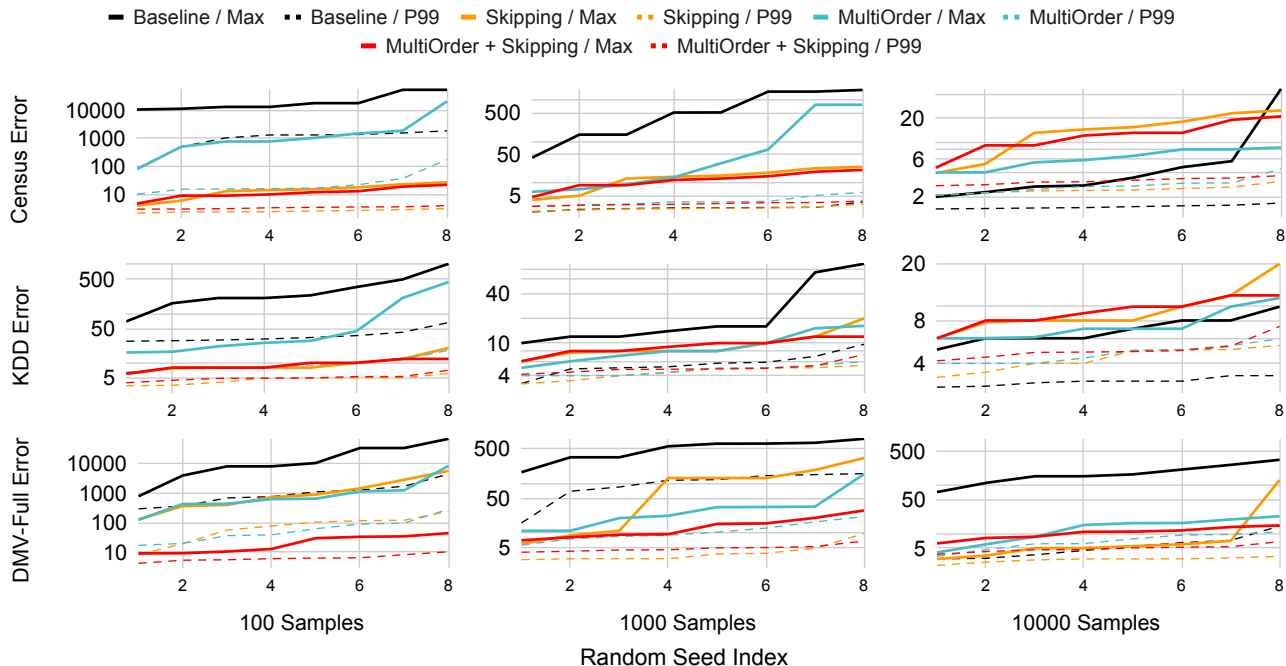 Baseline / Max Baseline / P99 Skipping / Max Skipping / P99 MultiOrder / Max MultiOrder / P99
MultiOrder + Skipping / Max MultiOrder + Skipping / P99
Census Error
10000
1000
100
10
2 4 6 8
500
50
5
2 4 6 8
20
6
2
2 4 6 8
KDD Error
500
50
5
2 4 6 8
40
10
4
2 4 6 8
20
8
4
2 4 6 8
DMV-Full Error
10000
1000
100
10
2 4 6 8
500
50
5
2 4 6 8
500
50
5
2 4 6 8
100 Samples 1000 Samples 10000 Samples
Random Seed Index